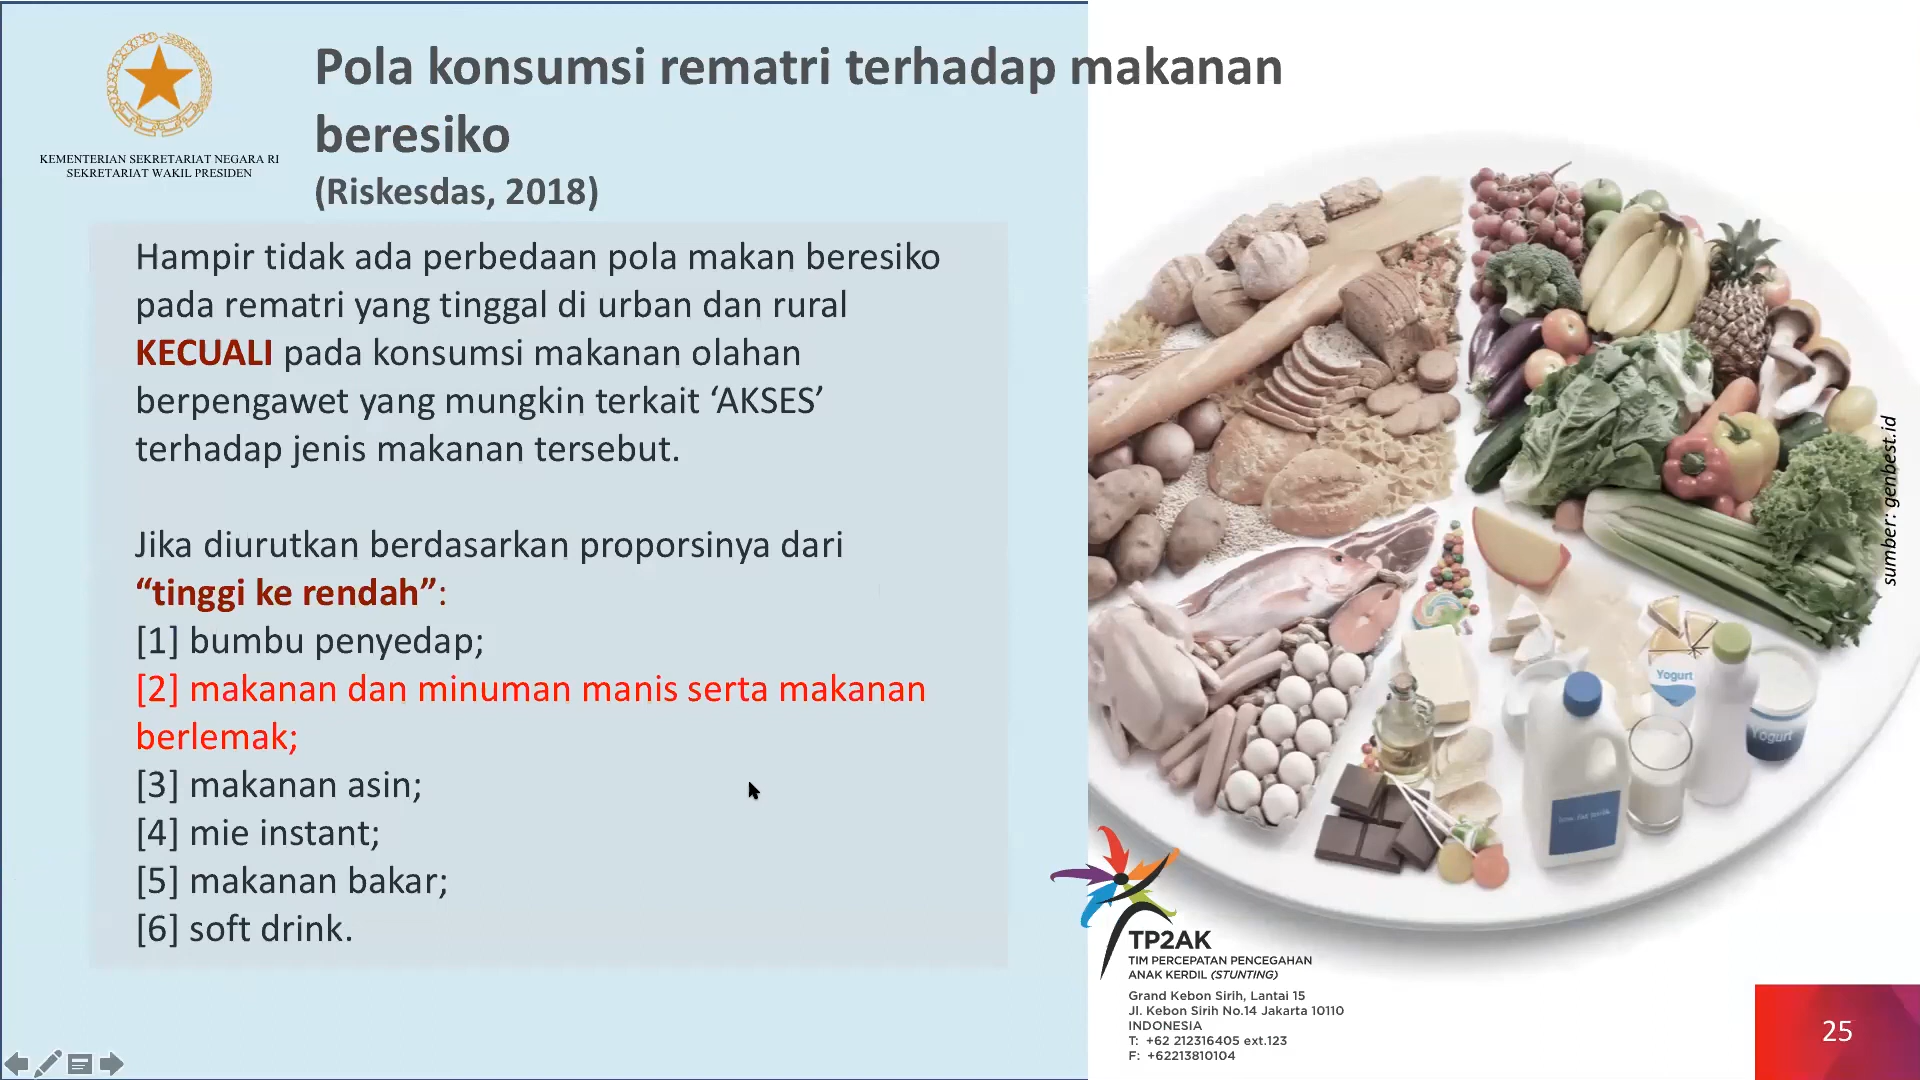 Pola konsumsi rematri terhadap makanan
beresiko
(Riskesdas, 2018)
KEMENTERIAN SEKRETARIAT NEGARA RI
SEKRETARIAT WAKIL PRESIDEN
Hampir tidak ada perbedaan pola makan beresiko
pada rematri yang tinggal di urban dan rural
KECUALI pada konsumsi makanan olahan
berpengawet yang mungkin terkait ‘AKSES’
terhadap jenis makanan tersebut.
Jika diurutkan berdasarkan proporsinya dari
“tinggi ke rendah”:
[1] bumbu penyedap;
[2] makanan dan minuman manis serta makanan
berlemak;
[3] makanan asin;
[4] mie instant;
[5] makanan bakar;
[6] soft drink.
sumber: genbest.id
Yogurt
Yogurt
TP2AK
TIM PERCEPATAN PENCEGAHAN
ANAK KERDIL (STUNTING)
Grand Kebon Sirih, Lantai 15
Jl. Kebon Sirih No.14 Jakarta 10110
INDONESIA
T: +62 212316405 ext.123
F: +62213810104
25